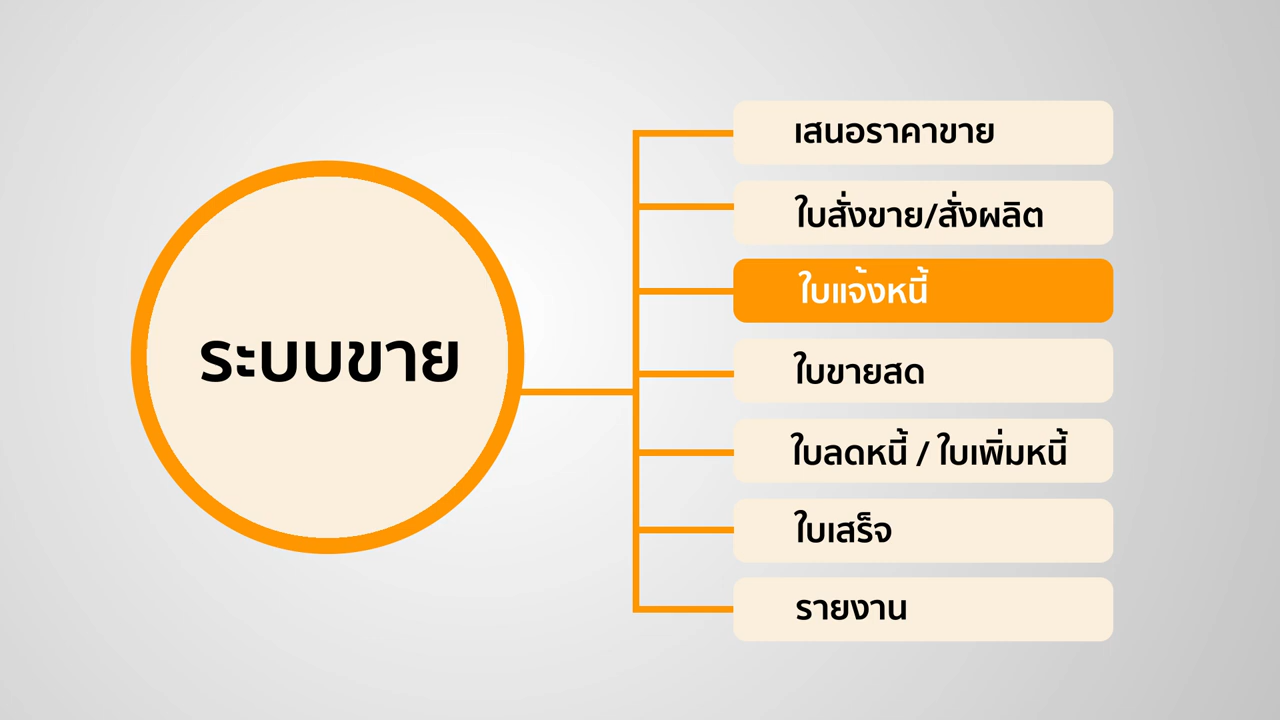 ระบบขาย
เสนอราคาขาย
ใบสั่งขาย/สั่งผลิต
ใบแจ้งหนี้
ใบขายสด
ใบลดหนี้ / ใบเพิ่มหนี้
ใบเสร็จ
รายงาน